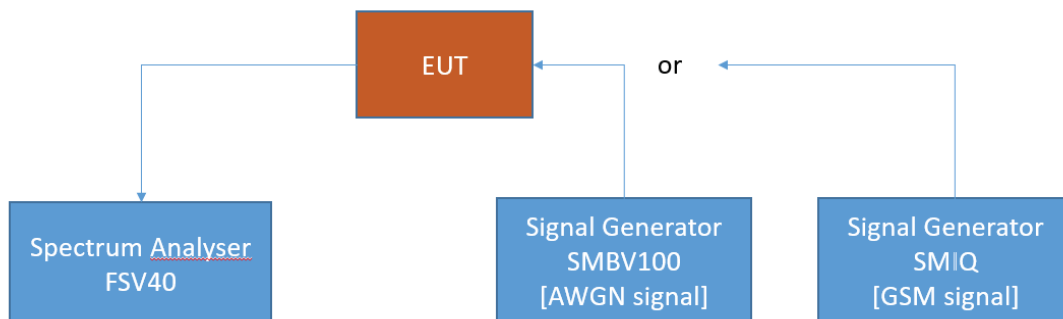 EUT
or
Spectrum Analyser
FSV40
Signal Generator
SMBV100
[AWGN signal]
Signal Generator
SMIQ
[GSM signal]